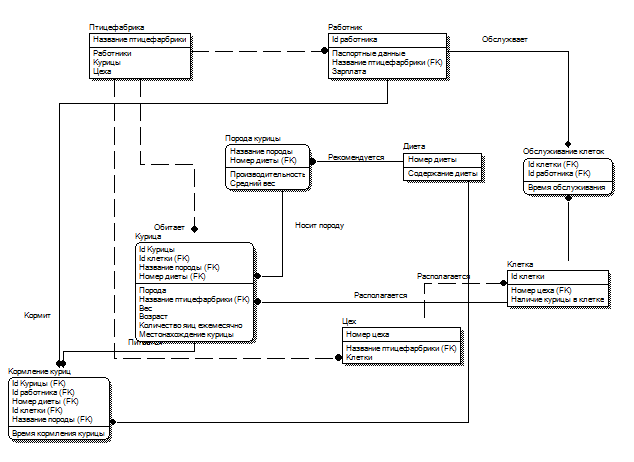 Птицефабрика
Название птицефабрики
Работники
Курицы
Цеха
Работник
Id работника
Паспортные данные
Название птицефабрики (FK)
Зарплата
Обслужвает
Порода курицы
Название породы
Номер диеты (FK)
Производительность
Средний вес
Рекомендуется
Диета
Номер диеты
Содержание диеты
Обслуживание клеток
Id клетки (FK)
Id работника (FK)
Время обслуживания
Носит породу
Обитает
Курица
Id Курицы
Id клетки (FK)
Название породы (FK)
Номер диеты (FK)
Порода
Название птицефабрики (FK)
Вес
Возраст
Количество яиц ежемесячно
Местонахождение курицы
Клетка
Id клетки
Номер цеха (FK)
Наличие курицы в клетке
Располагается
Располагается
Цех
Номер цеха
Название птицефабрики (FK)
Клетки
Кормит
Питается
Кормление куриц
Id Курицы (FK)
Id работника (FK)
Номер диеты (FK)
Id клетки (FK)
Название породы (FK)
Время кормления курицы